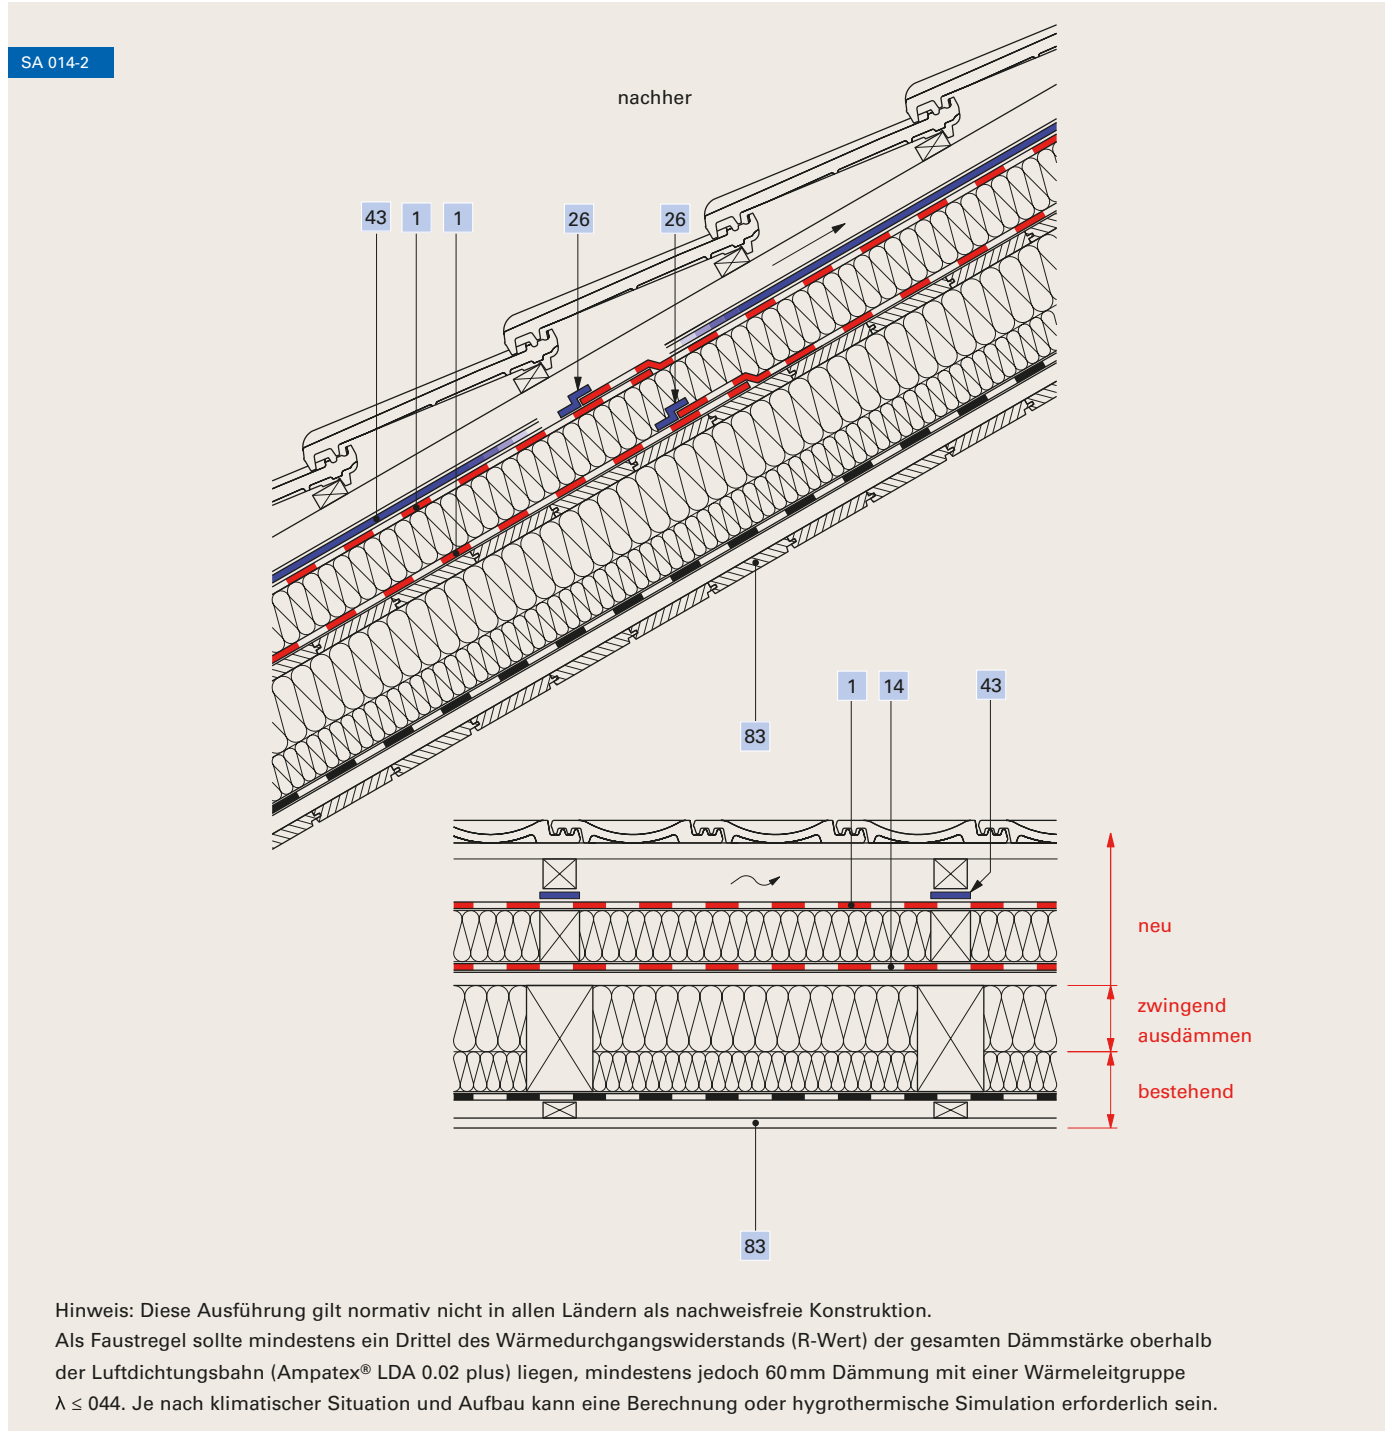 SA 014-2
nachher
43 1 1 26 26
1 14 43
83
neu
zwingend
ausdämmen
bestehend
83
Hinweis: Diese Ausführung gilt normativ nicht in allen Ländern als nachweisfreie Konstruktion.
Als Faustregel sollte mindestens ein Drittel des Wärmedurchgangswiderstands (R-Wert) der gesamten Dämmstärke oberhalb
der Luftdichtungsbahn (Ampatex® LDA 0.02 plus) liegen, mindestens jedoch 60 mm Dämmung mit einer Wärmeleitgruppe
λ ≤ 044. Je nach klimatischer Situation und Aufbau kann eine Berechnung oder hygrothermische Simulation erforderlich sein.